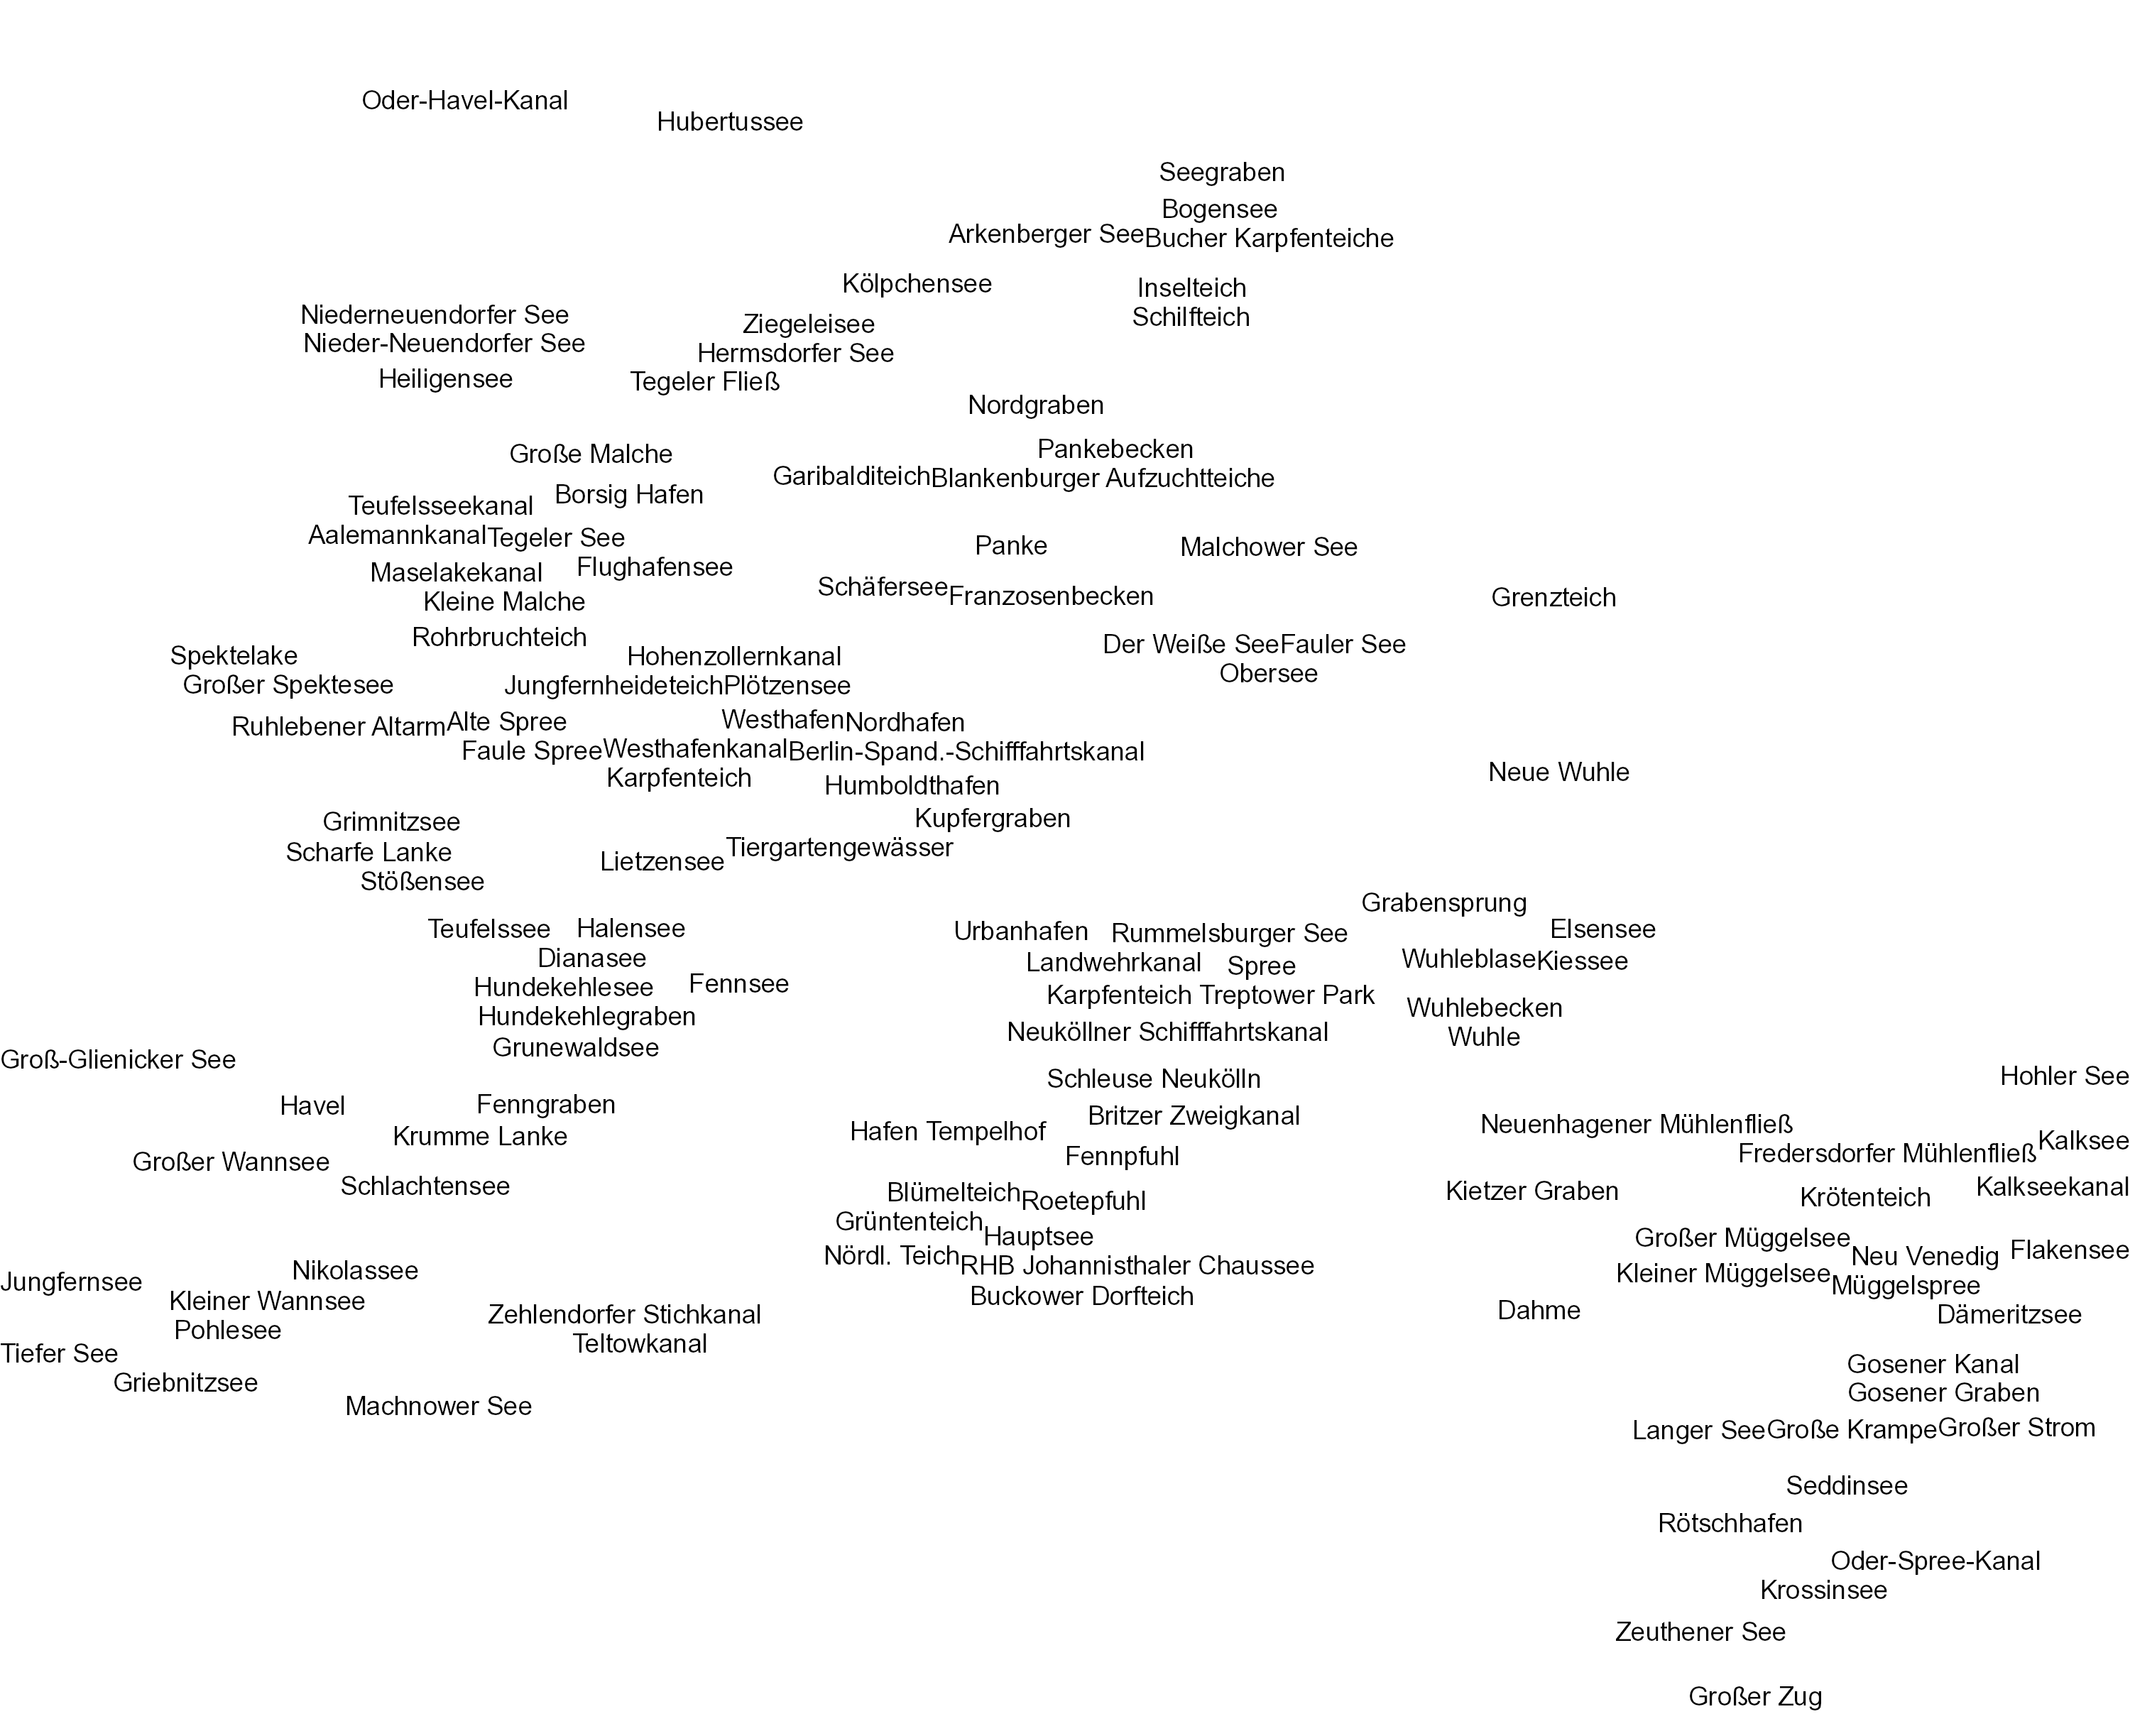 Oder-Havel-Kanal
Hubertussee
Seegraben
Bogensee
Arkenberger See
Bucher Karpfenteiche
Kölpchensee
Inselteich
Niederneuendorfer See
Schilfteich
Ziegeleisee
Nieder-Neuendorfer See
Hermsdorfer See
Heiligensee
Tegeler Fließ
Nordgraben
Pankebecken
Große Malche
Garibalditeich
Blankenburger Aufzuchtteiche
Borsig Hafen
Teufelsseekanal
Aalemannkanal
Tegeler See
Panke
Malchower See
Flughafensee
Maselakekanal
Schäfersee
Franzosenbecken
Grenzteich
Kleine Malche
Rohrbruchteich
Der Weiße See
Fauler See
Spektelake
Hohenzollernkanal
Obersee
Großer Spektesee
Jungfernheideteich
Plötzensee
Westhafen
Nordhafen
Ruhlebener Altarm
Alte Spree
Faule Spree
Westhafenkanal
Berlin-Spand.-Schifffahrtskanal
Neue Wuhle
Karpfenteich
Humboldthafen
Kupfergraben
Grimnitzsee
Tiergartengewässer
Scharfe Lanke
Lietzensee
Stößensee
Grabensprung
Teufelssee
Halensee
Urbanhafen
Rummelsburger See
Elsensee
Dianasee
Landwehrkanal
Spree
Wuhleblase
Kiessee
Hundekehlesee
Fennsee
Karpfenteich Treptower Park
Wuhlebecken
Hundekehlegraben
Neuköllner Schifffahrtskanal
Wuhle
Grunewaldsee
Groß-Glienicker See
Schleuse Neukölln
Hohler See
Havel
Fenngraben
Britzer Zweigkanal
Neuenhagener Mühlenfließ
Krumme Lanke
Hafen Tempelhof
Kalksee
Fredersdorfer Mühlenfließ
Großer Wannsee
Fennpfuhl
Schlachtensee
Blümelteich
Roetepfuhl
Kietzer Graben
Krötenteich
Kalkseekanal
Grüntenteich
Hauptsee
Großer Müggelsee
Nördl. Teich
RHB Johannisthaler Chaussee
Neu Venedig
Flakensee
Nikolassee
Kleiner Müggelsee
Jungfernsee
Müggelspree
Kleiner Wannsee
Buckower Dorfteich
Zehlendorfer Stichkanal
Dahme
Dämeritzsee
Pohlesee
Teltowkanal
Tiefer See
Gosener Kanal
Griebnitzsee
Gosener Graben
Machnower See
Langer See
Große Krampe
Großer Strom
Seddinsee
Rötschhafen
Oder-Spree-Kanal
Krossinsee
Zeuthener See
Großer Zug